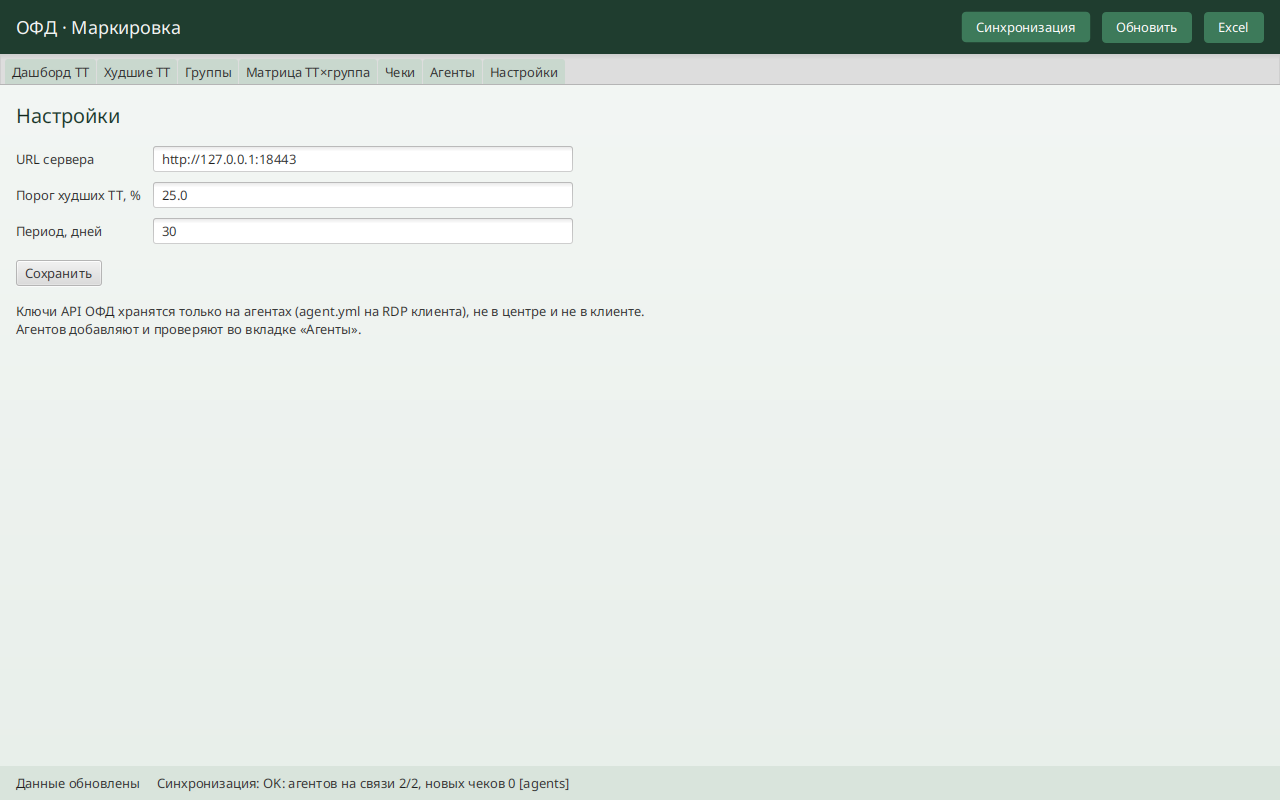 ОФД · Маркировка
Синхронизация Обновить Excel
Дашборд ТТ Худшие ТТ Группы Матрица ТТ×группа Чеки Агенты Настройки
Настройки
URL сервера http://127.0.0.1:18443
Порог худших ТТ, % 25.0
Период, дней 30
Сохранить
Ключи API ОФД хранятся только на агентах (agent.yml на RDP клиента), не в центре и не в клиенте.
Агентов добавляют и проверяют во вкладке «Агенты».
Данные обновлены Синхронизация: OK: агентов на связи 2/2, новых чеков 0 [agents]